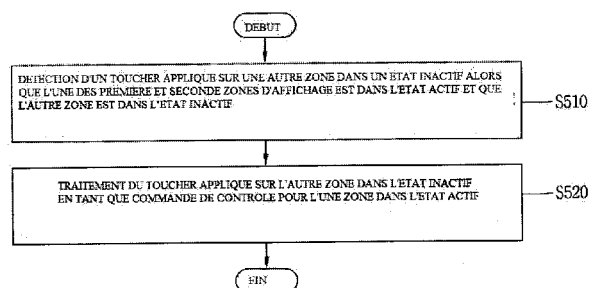 DEBUT
DETECTION D'UN TOUCHER APPLIQUE SUR UNE AUTRE ZONE DANS UN ETAT INACTIF ALORS
QUE L'UNE DES PREMIERE ET SECONDE ZONES D'AFFICHAGE EST DANS L'ETAT ACTIF ET QUE
L'AUTRE ZONE EST DANS L'ETAT INACTIF
S510
TRAITEMENT DU TOUCHER APPLIQUE SUR L'AUTRE ZONE DANS L'ETAT INACTIF
EN TANT QUE COMMANDE DE CONTROLE POUR L'UNE ZONE DANS L'ETAT ACTIF
S520
FIN